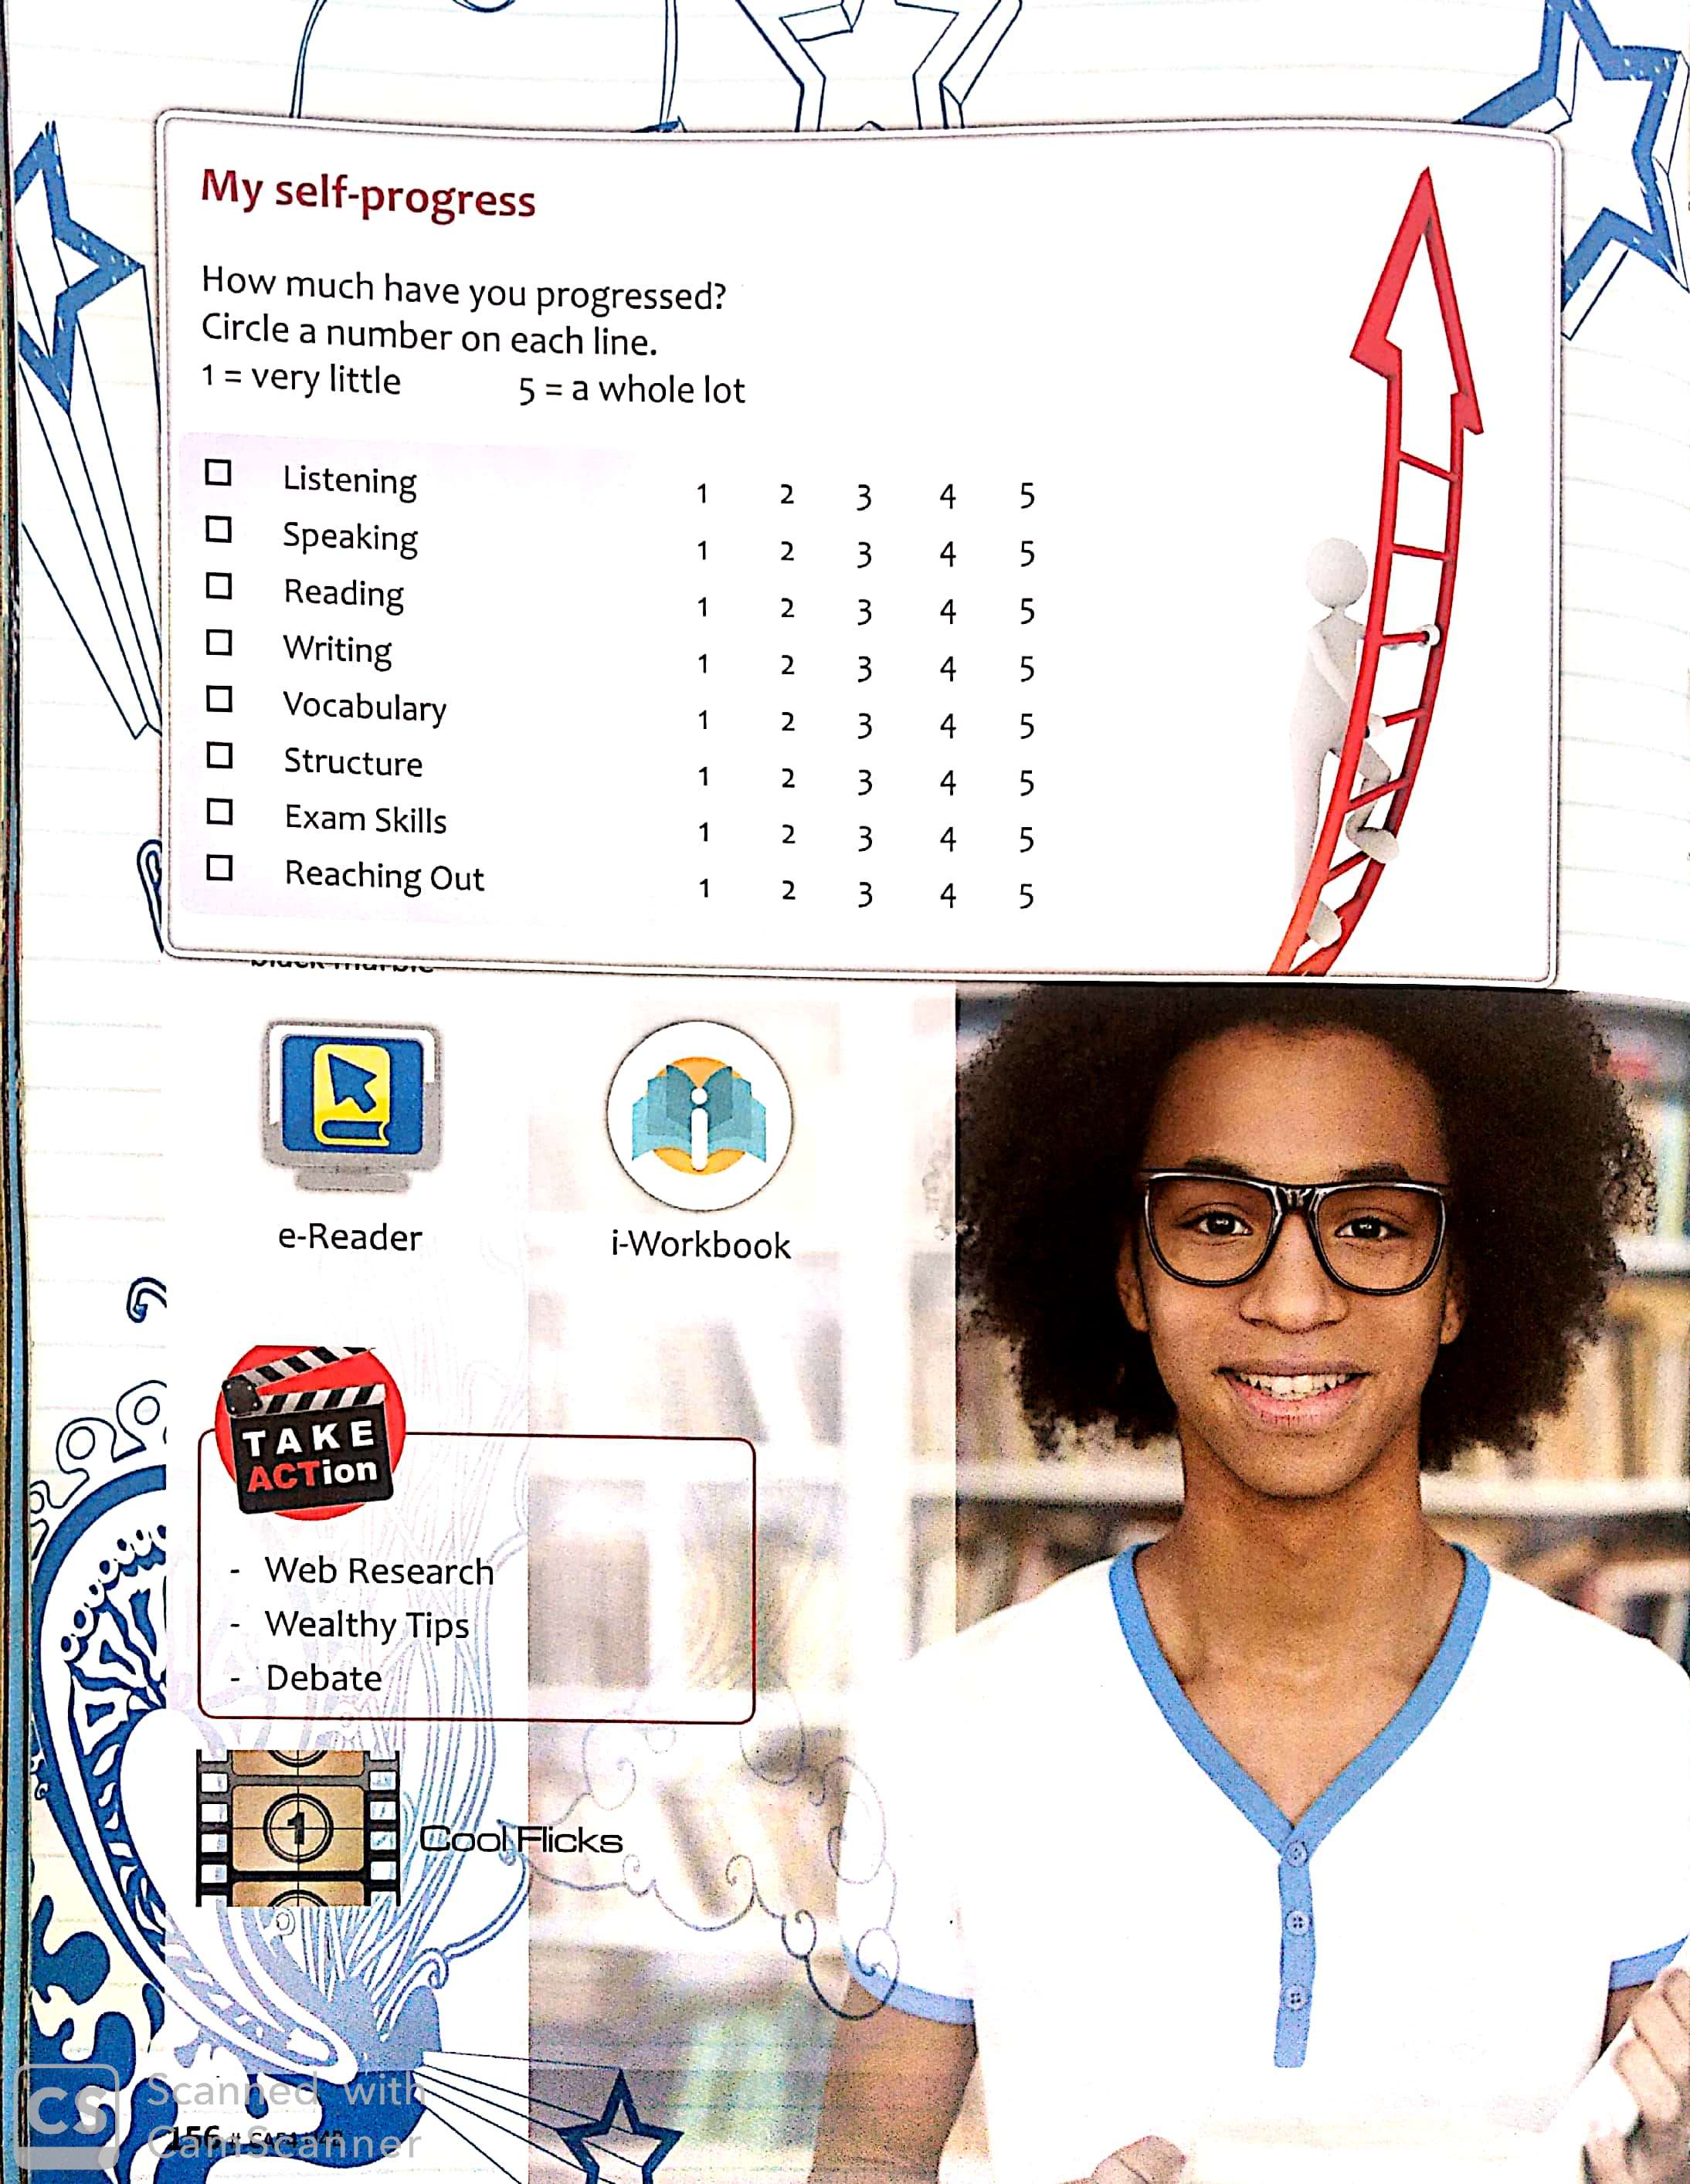 My self-progress
How much have you progressed?
Circle a number on each line.
1 = very little 5 = a whole lot
Listening 1 2 3 4 5
Speaking 1 2 3 4 5
Reading 1 2 3 4 5
Writing 1 2 3 4 5
Vocabulary 1 2 3 4 5
Structure 1 2 3 4 5
Exam Skills 1 2 3 4 5
Reaching Out 1 2 3 4 5
e-Reader
i-Workbook
TAKE
ACTion
- Web Research
- Wealthy Tips
- Debate
1
Cool Flicks
CS Scanned with
CamScanner
156